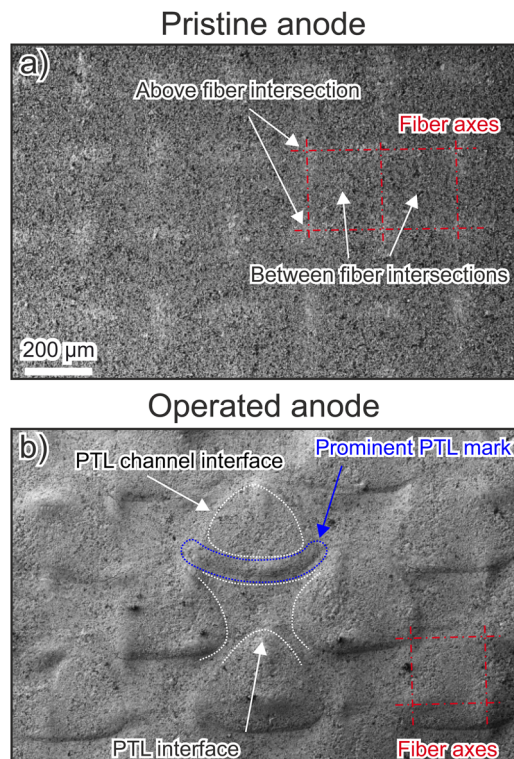 Pristine anode
a)
Above fiber intersection
Fiber axes
Between fiber intersections
200 µm
Operated anode
b)
PTL channel interface
Prominent PTL mark
PTL interface
Fiber axes